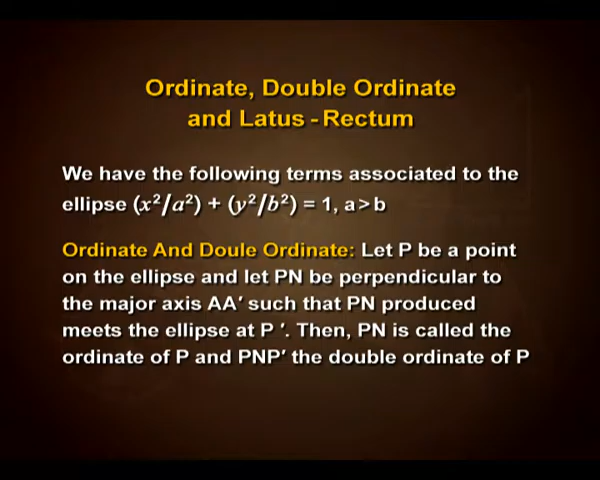 Ordinate, Double Ordinate
and Latus - Rectum
We have the following terms associated to the
ellipse (x²/a²) + (y²/b²) = 1, a>b
Ordinate And Doule Ordinate: Let P be a point
on the ellipse and let PN be perpendicular to
the major axis AA′ such that PN produced
meets the ellipse at P ′. Then, PN is called the
ordinate of P and PNP′ the double ordinate of P